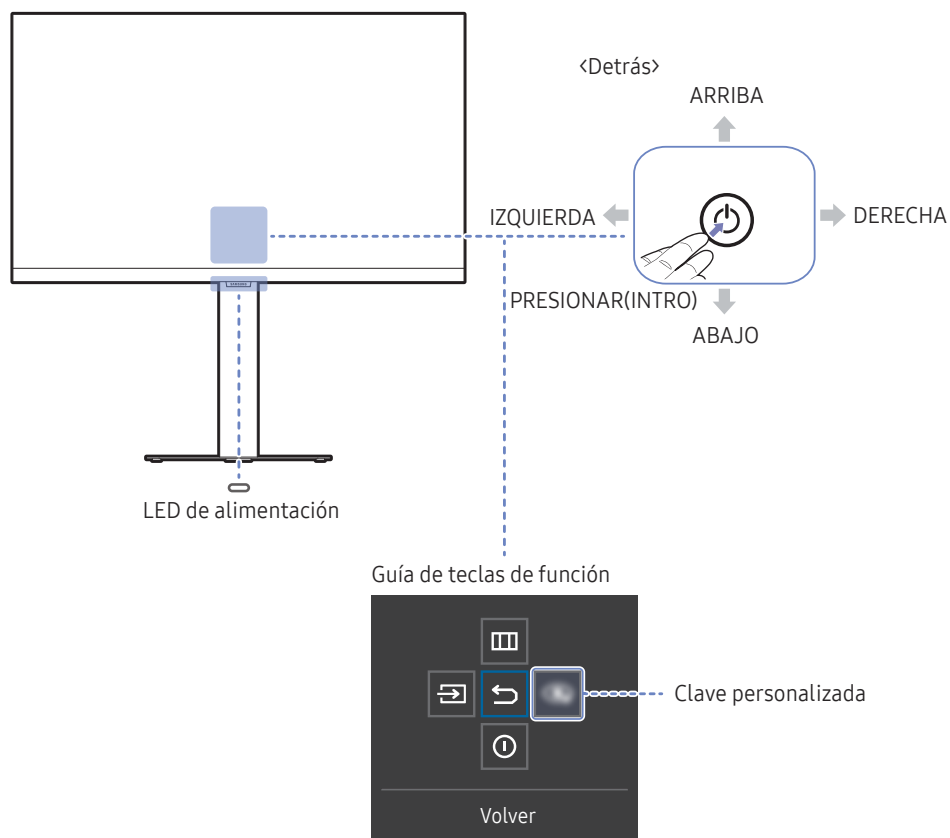 <Detrás>
ARRIBA
IZQUIERDA
DERECHA
PRESIONAR(INTRO)
ABAJO
LED de alimentación
Guía de teclas de función
Clave personalizada
Volver